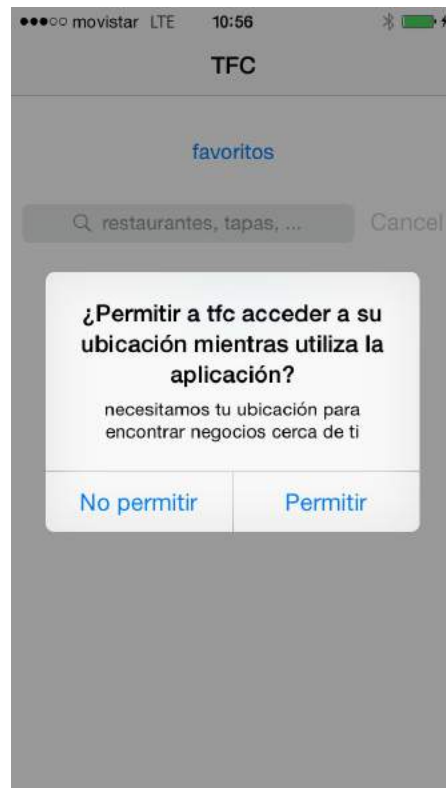 movistar LTE 10:56
TFC
favoritos
restaurantes, tapas, ... Cancel
¿Permitir a tfc acceder a su
ubicación mientras utiliza la
aplicación?
necesitamos tu ubicación para
encontrar negocios cerca de ti
No permitir Permitir